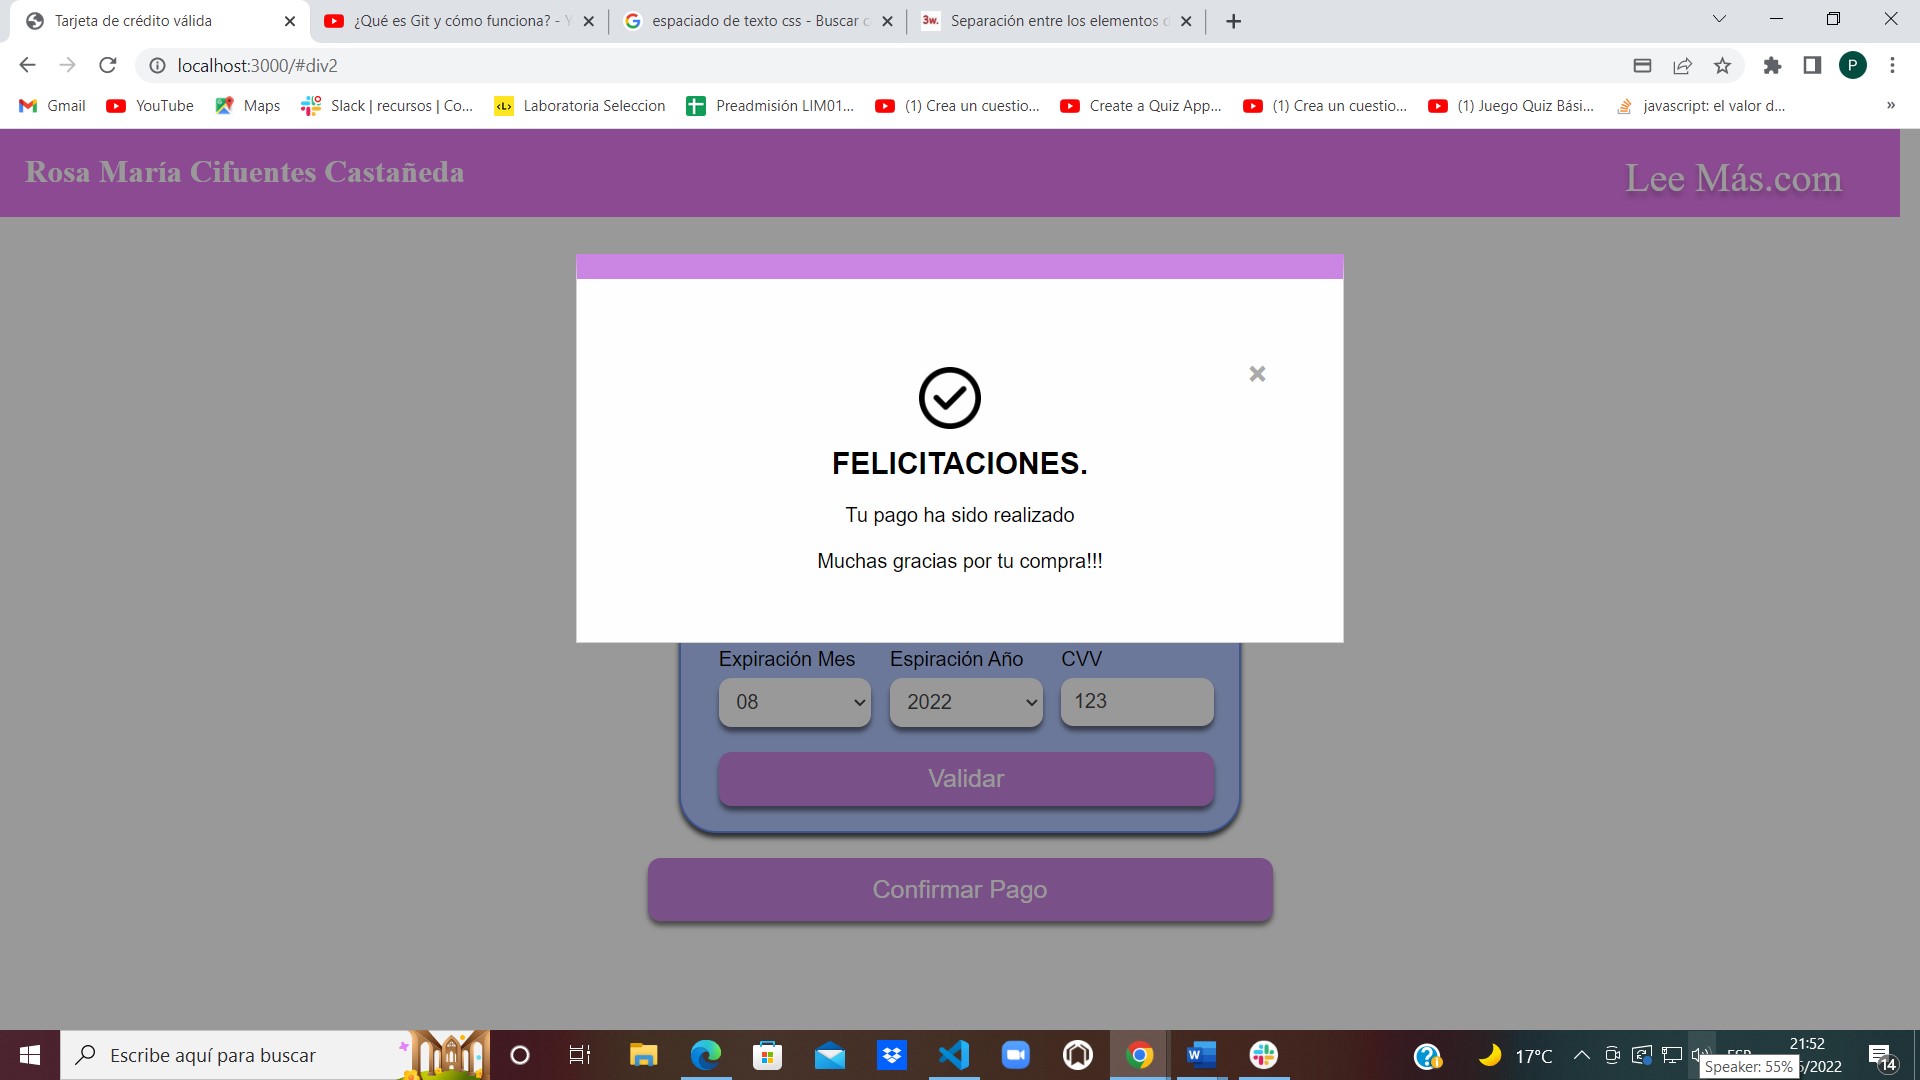 Tarjeta de crédito válida
¿Qué es Git y cómo funciona? - Y
espaciado de texto css - Buscar c
3w.
Separación entre los elementos d
localhost:3000/#div2
P
Gmail
YouTube
Maps
Slack | recursos | Co...
<L>
Laboratoria Seleccion
Preadmisión LIM01...
(1) Crea un cuestio...
Create a Quiz App...
(1) Crea un cuestio...
(1) Juego Quiz Bási...
javascript: el valor d...
»
Rosa María Cifuentes Castañeda
Lee Más.com
×
FELICITACIONES.
Tu pago ha sido realizado
Muchas gracias por tu compra!!!
Expiración Mes
Espiración Año
CVV
08
2022
123
Validar
Confirmar Pago
Escribe aquí para buscar
17°C
21:52
/2022
Speaker: 55%
14